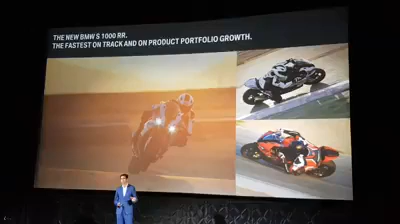 THE NEW BMW S 1000 RR.
THE FASTEST ON TRACK AND ON PRODUCT PORTFOLIO GROWTH.